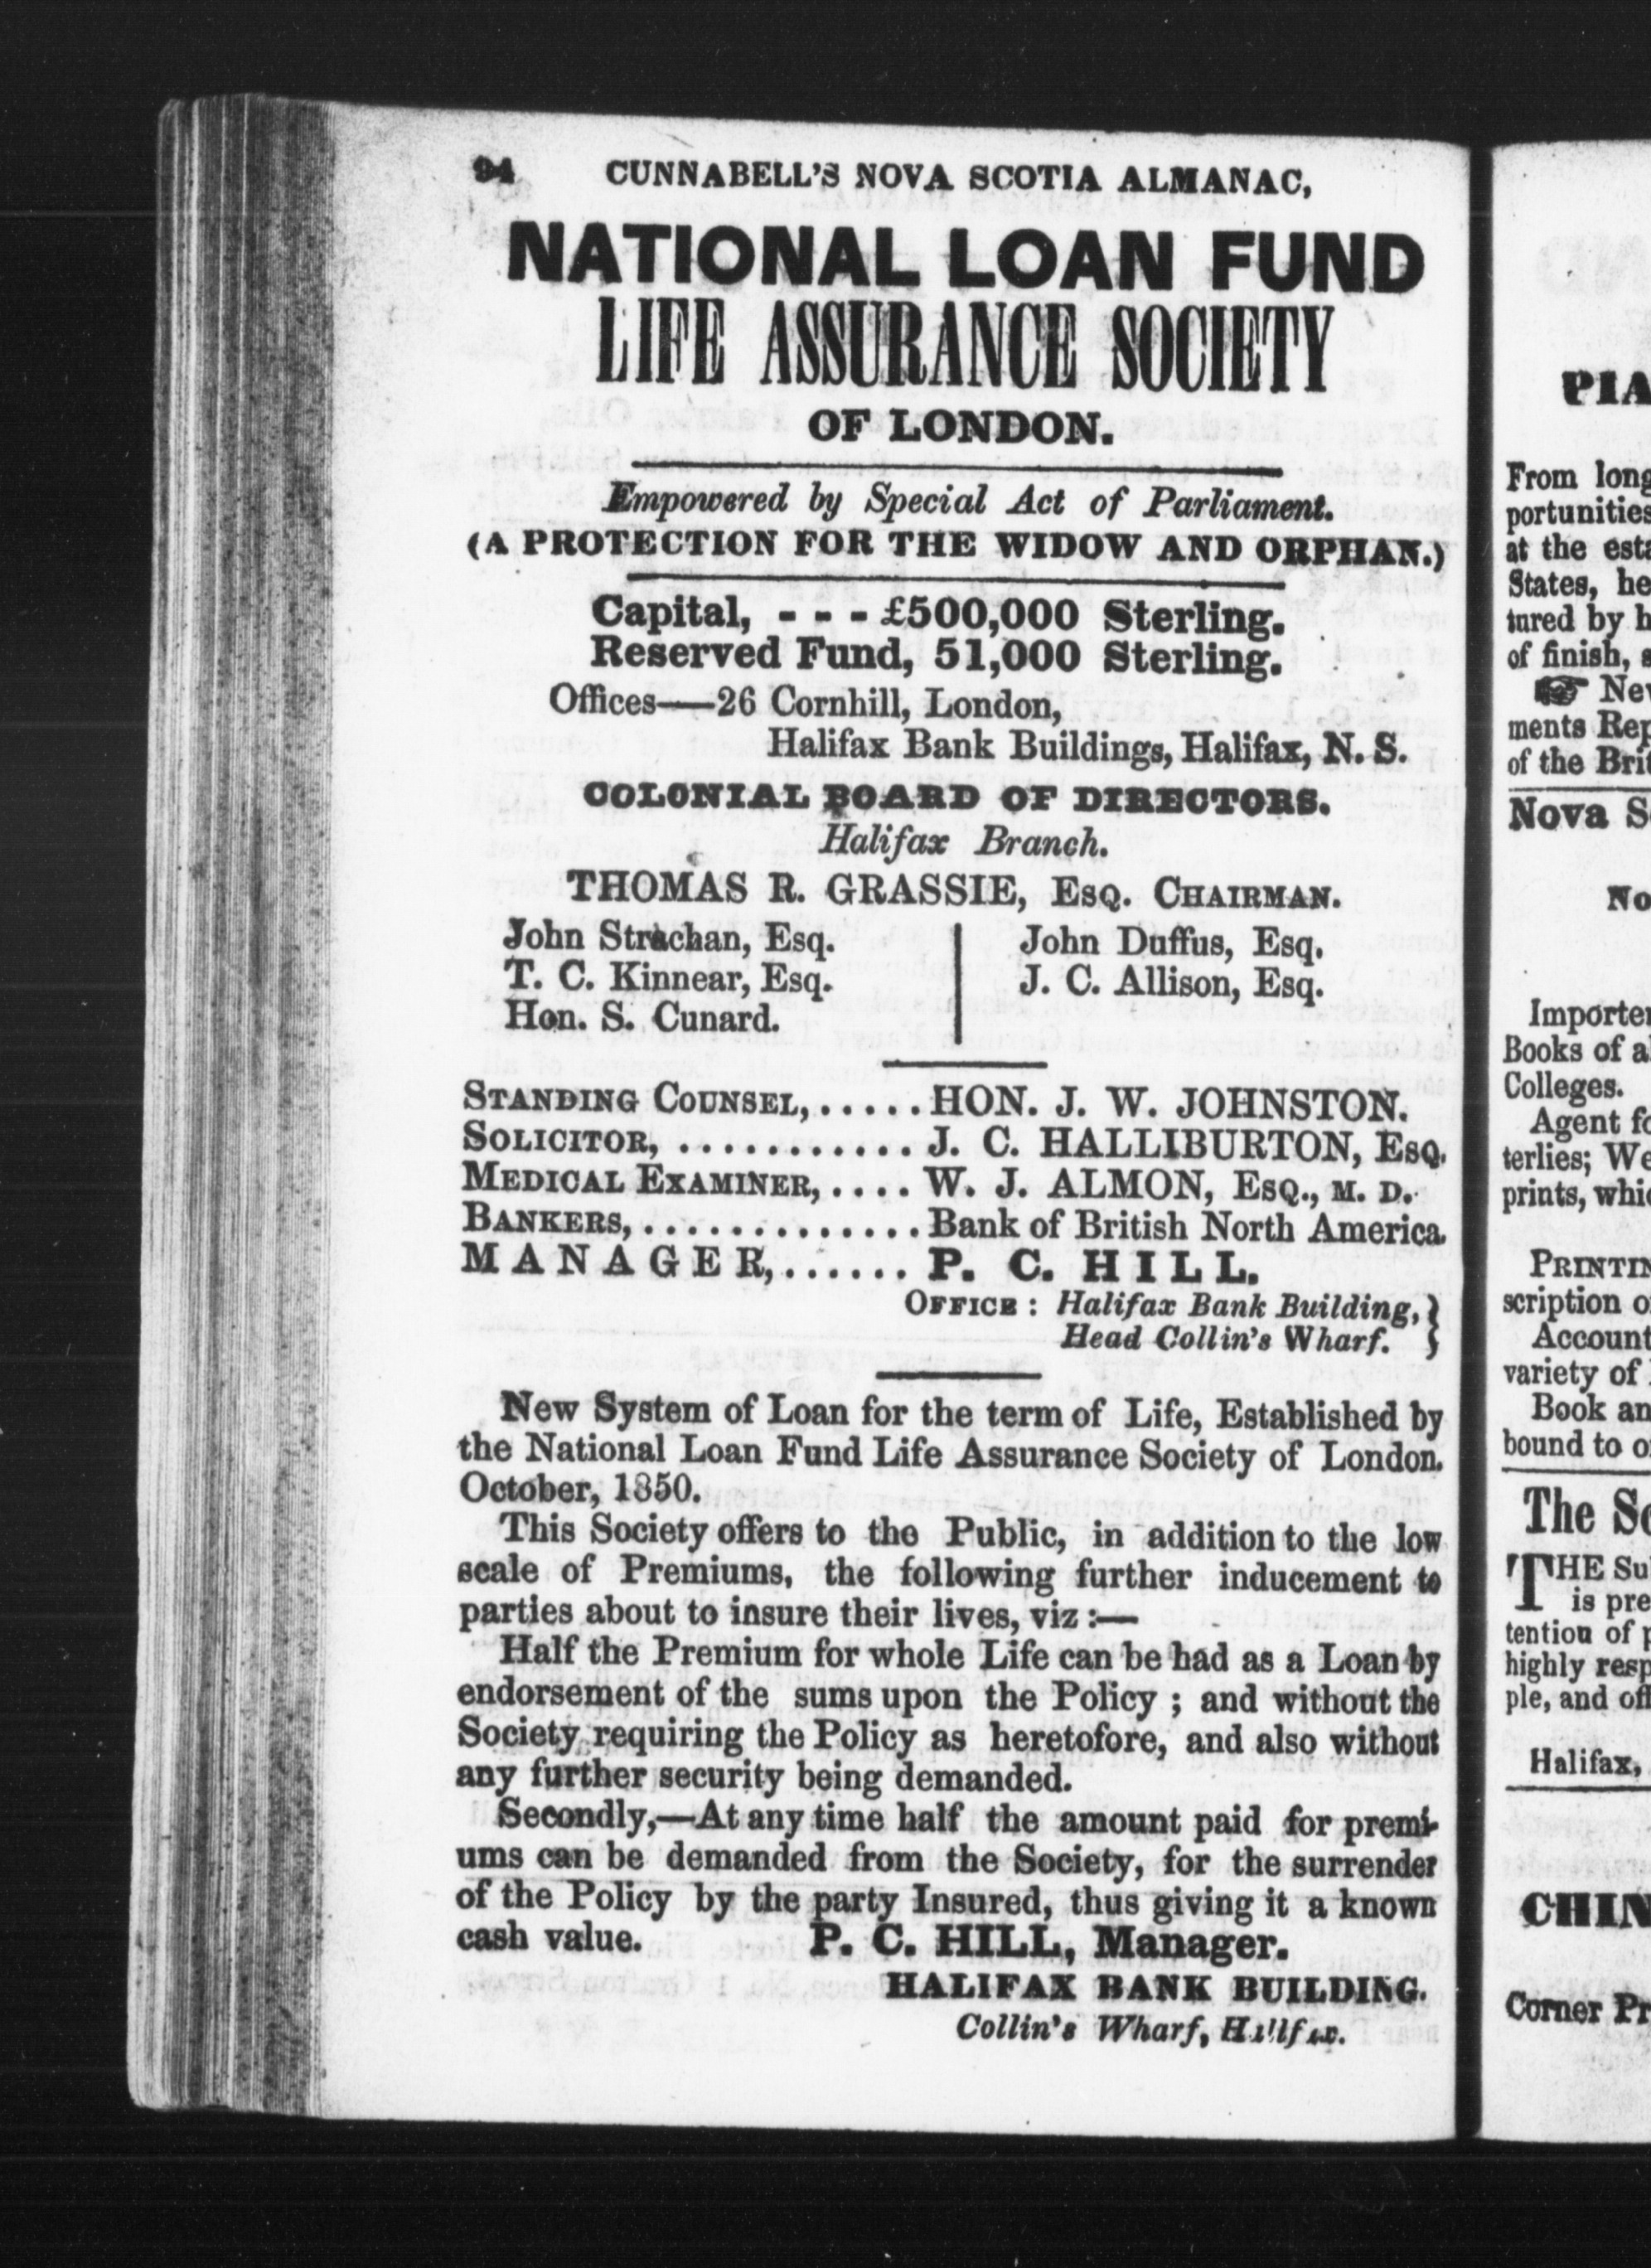 94 CUNNABELL'S NOVA SCOTIA ALMANAC,
NATIONAL LOAN FUND
LIFE ASSURANCE SOCIETY
OF LONDON.
Empowered by Special Act of Parliament.
(A PROTECTION FOR THE WIDOW AND ORPHAN.)
Capital, - - - £500,000 Sterling.
Reserved Fund, 51,000 Sterling.
Offices—26 Cornhill, London,
Halifax Bank Buildings, Halifax, N. S.
COLONIAL BOARD OF DIRECTORS.
Halifax Branch.
THOMAS R. GRASSIE, ESQ. CHAIRMAN.
John Strachan, Esq. John Duffus, Esq.
T. C. Kinnear, Esq. J. C. Allison, Esq.
Hon. S. Cunard.
STANDING COUNSEL,.....HON. J. W. JOHNSTON.
SOLICITOR, ...........J. C. HALLIBURTON, ESQ.
MEDICAL EXAMINER,....W. J. ALMON, ESQ., M. D.
BANKERS,.............Bank of British North America.
MANAGER,......P. C. HILL.
OFFICE : Halifax Bank Building, }
Head Collin's Wharf. }
New System of Loan for the term of Life, Established by
the National Loan Fund Life Assurance Society of London.
October, 1850.
This Society offers to the Public, in addition to the low
scale of Premiums, the following further inducement to
parties about to insure their lives, viz :—
Half the Premium for whole Life can be had as a Loan by
endorsement of the sums upon the Policy ; and without the
Society requiring the Policy as heretofore, and also without
any further security being demanded.
Secondly,—At any time half the amount paid for premi-
ums can be demanded from the Society, for the surrender
of the Policy by the party Insured, thus giving it a known
cash value. P. C. HILL, Manager.
HALIFAX BANK BUILDING.
Collin's Wharf, Halifax.
PIA
From long
portunities
at the esta
States, he
tured by h
of finish, s
☞ Nev
ments Rep
of the Brit
Nova S
No
Importer
Books of a
Colleges.
Agent fo
terlies; We
prints, whic
PRINTIN
scription o
Account
variety of
Book an
bound to o
The Sc
THE Su
is pre
tention of p
highly resp
ple, and off
Halifax,
CHIN
Corner Pr